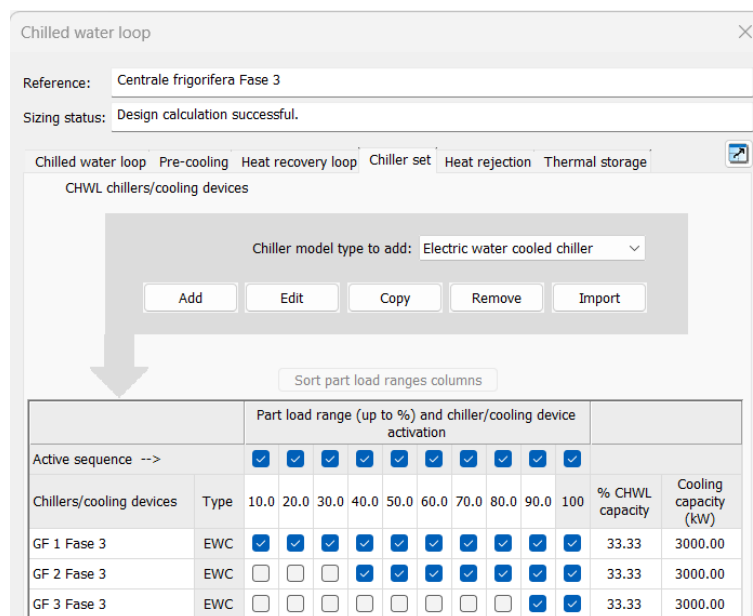 Chilled water loop
Reference: Centrale frigorifera Fase 3
Sizing status: Design calculation successful.
Chilled water loop Pre-cooling Heat recovery loop Chiller set Heat rejection Thermal storage
CHWL chillers/cooling devices
Chiller model type to add: Electric water cooled chiller
Add Edit Copy Remove Import
Sort part load ranges columns
Part load range (up to %) and chiller/cooling device
activation
Active sequence -->
Chillers/cooling devices Type 10.0 20.0 30.0 40.0 50.0 60.0 70.0 80.0 90.0 100 % CHWL capacity Cooling capacity (kW)
GF 1 Fase 3 EWC 33.33 3000.00
GF 2 Fase 3 EWC 33.33 3000.00
GF 3 Fase 3 EWC 33.33 3000.00